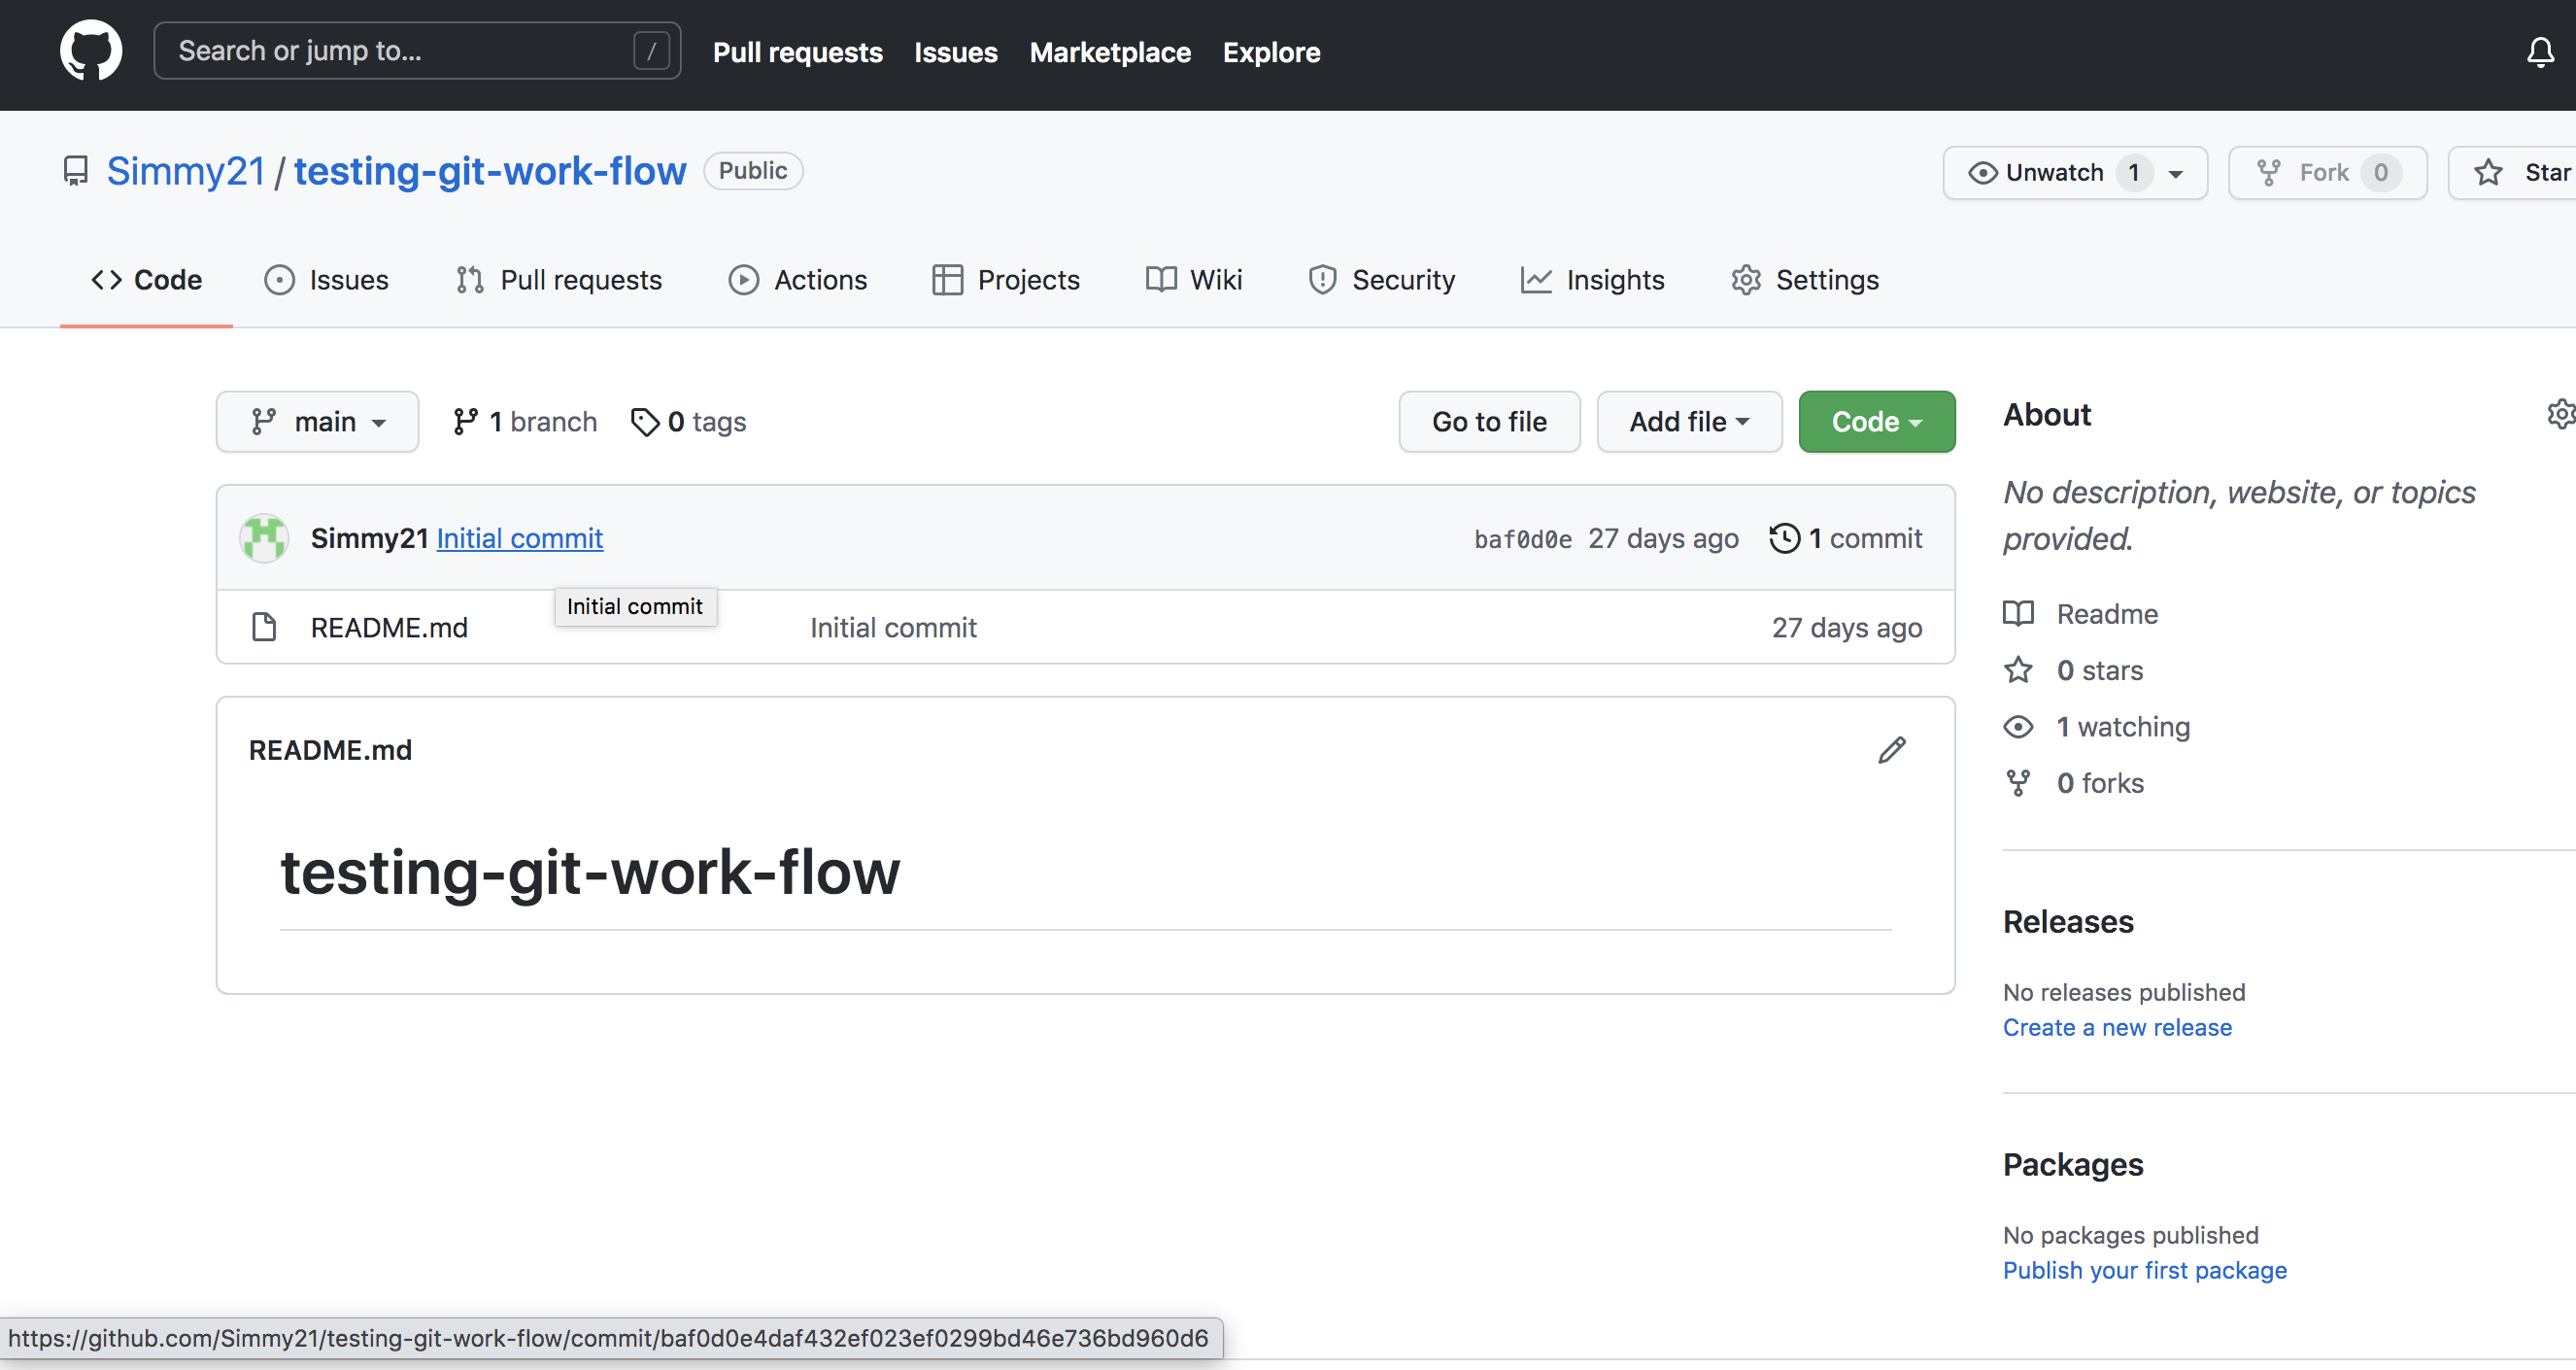 Search or jump to... /
Pull requests Issues Marketplace Explore
Simmy21 / testing-git-work-flow Public
Unwatch 1 Fork 0 Star
Code Issues Pull requests Actions Projects Wiki Security Insights Settings
main 1 branch 0 tags Go to file Add file Code
Simmy21 Initial commit baf0d0e 27 days ago 1 commit
Initial commit
README.md Initial commit 27 days ago
README.md
testing-git-work-flow
About
No description, website, or topics
provided.
Readme
0 stars
1 watching
0 forks
Releases
No releases published
Create a new release
Packages
No packages published
Publish your first package
https://github.com/Simmy21/testing-git-work-flow/commit/baf0d0e4daf432ef023ef0299bd46e736bd960d6